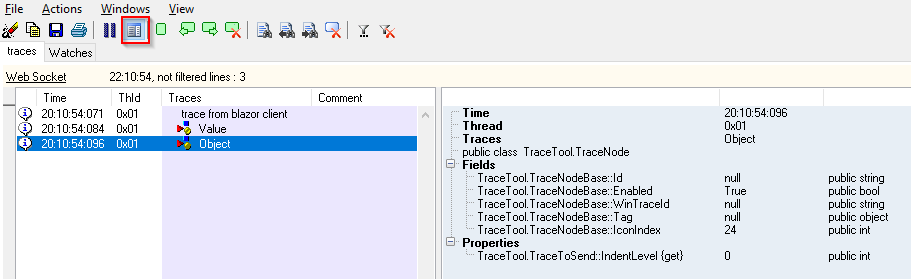 File Actions Windows View
traces Watches
Web Socket 22:10:54, not filtered lines : 3
Time ThId Traces Comment
20:10:54:071 0x01 trace from blazor client
20:10:54:084 0x01 Value
20:10:54:096 0x01 Object
Time 20:10:54:096
Thread 0x01
Traces Object
public class TraceTool.TraceNode
Fields
TraceTool.TraceNodeBase::Id null public string
TraceTool.TraceNodeBase::Enabled True public bool
TraceTool.TraceNodeBase::WinTraceId null public string
TraceTool.TraceNodeBase::Tag null public object
TraceTool.TraceNodeBase::IconIndex 24 public int
Properties
TraceTool.TraceToSend::IndentLevel {get} 0 public int